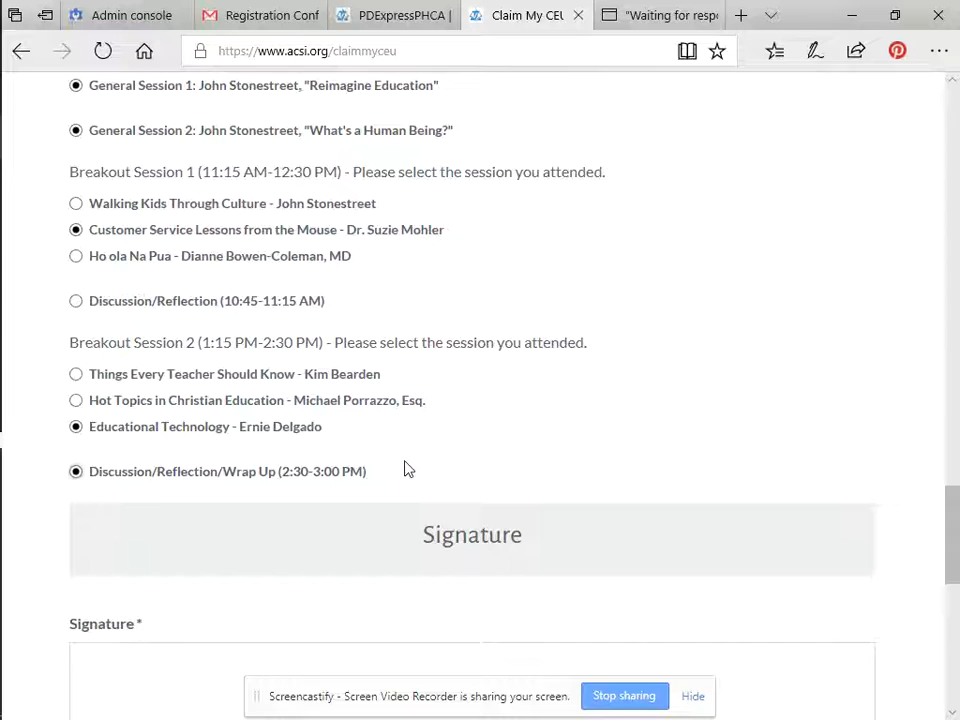 Admin console
Registration Conf
PDExpressPHCA |
Claim My CEU
"Waiting for respo
https://www.acsi.org/claimmyceu
General Session 1: John Stonestreet, "Reimagine Education"
General Session 2: John Stonestreet, "What's a Human Being?"
Breakout Session 1 (11:15 AM-12:30 PM) - Please select the session you attended.
Walking Kids Through Culture - John Stonestreet
Customer Service Lessons from the Mouse - Dr. Suzie Mohler
Ho ola Na Pua - Dianne Bowen-Coleman, MD
Discussion/Reflection (10:45-11:15 AM)
Breakout Session 2 (1:15 PM-2:30 PM) - Please select the session you attended.
Things Every Teacher Should Know - Kim Bearden
Hot Topics in Christian Education - Michael Porrazzo, Esq.
Educational Technology - Ernie Delgado
Discussion/Reflection/Wrap Up (2:30-3:00 PM)
Signature
Signature *
Screencastify - Screen Video Recorder is sharing your screen.
Stop sharing
Hide